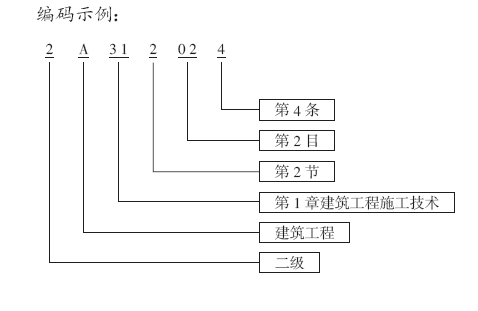 编码示例：
2 A 31 2 02 4
第 4 条
第 2 目
第 2 节
第 1 章建筑工程施工技术
建筑工程
二级